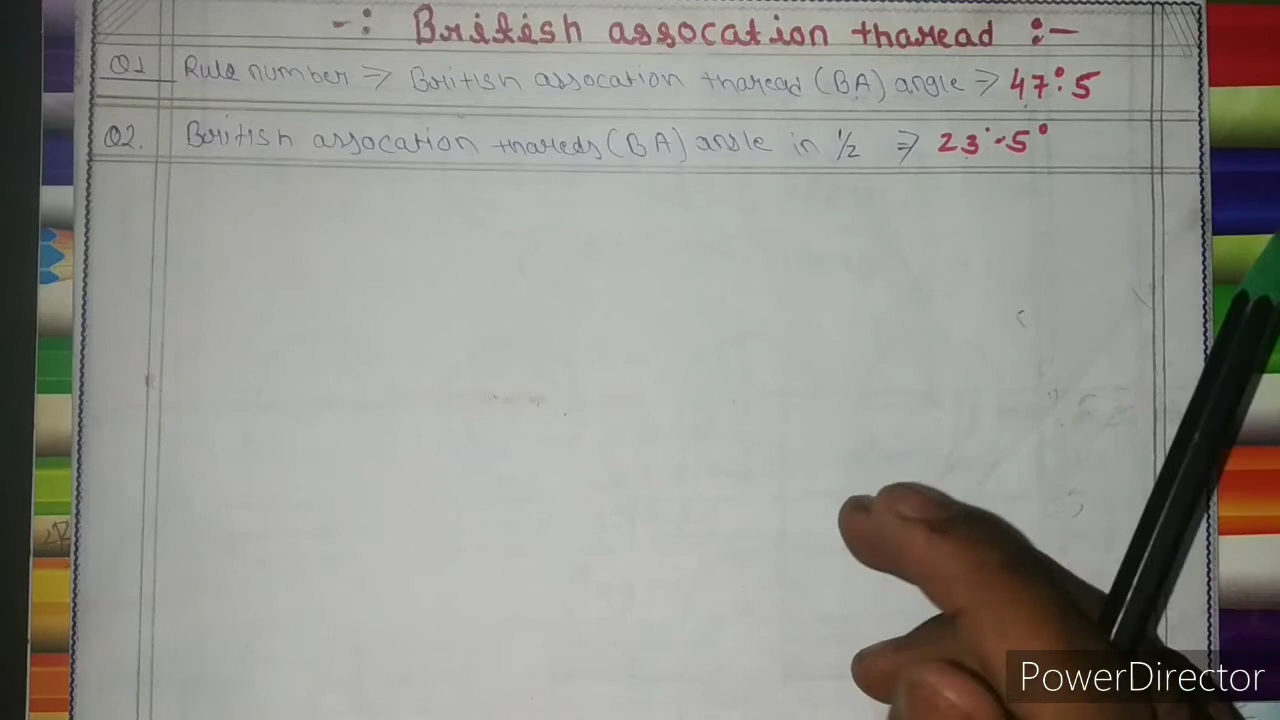 -: British assocation tharead :-
Q1 Rule number ⇒ British assocation tharead (BA) angle ⇒ 47°.5
Q2. British assocation thareds (BA) angle in 1/2 ⇒ 23°.5°
PowerDirector